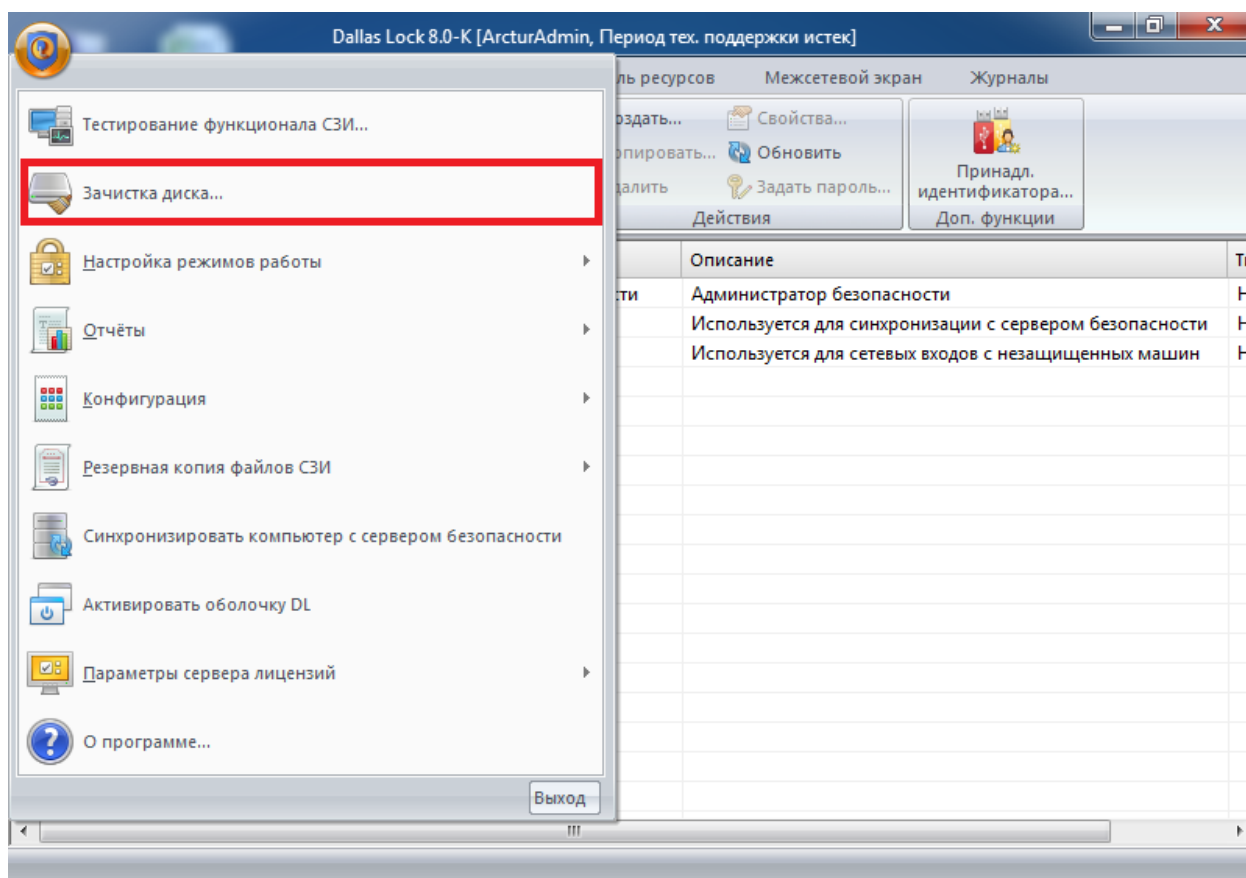 Dallas Lock 8.0-K [ArcturAdmin, Период тех. поддержки истек]
ль ресурсов Межсетевой экран Журналы
Тестирование функционала СЗИ...
Зачистка диска...
Настройка режимов работы
Отчёты
Конфигурация
Резервная копия файлов СЗИ
Синхронизировать компьютер с сервером безопасности
Активировать оболочку DL
Параметры сервера лицензий
О программе...
Выход
оздать... Свойства...
опировать... Обновить
далить Задать пароль...
Действия
Принадл.
идентификатора...
Доп. функции
Описание
сти Администратор безопасности
Используется для синхронизации с сервером безопасности
Используется для сетевых входов с незащищенных машин